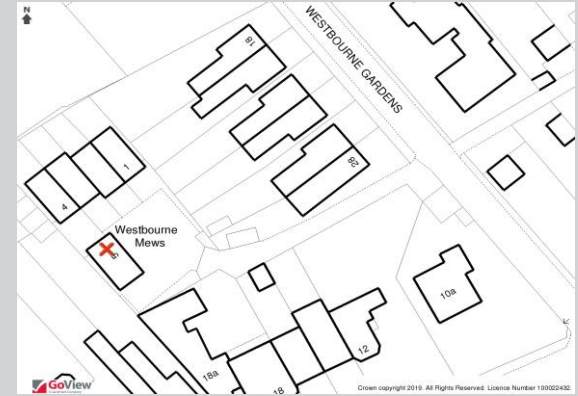 N
18
WESTBOURNE GARDENS
28
1
4
Westbourne
Mews
10a
12
18a
18
GoView
Crown copyright 2019. All Rights Reserved. Licence Number 100022432